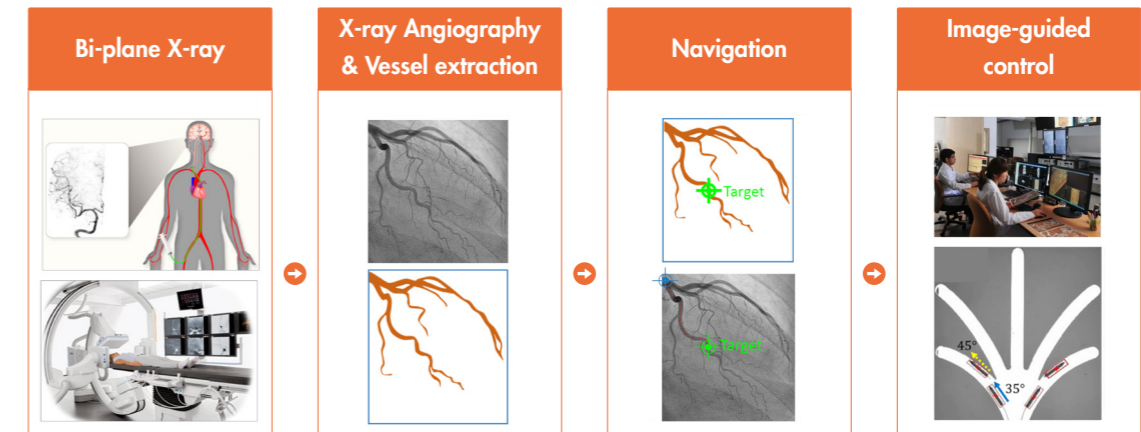 Bi-plane X-ray
X-ray Angiography
& Vessel extraction
Navigation
Image-guided
control
Target
Target
45°
35°